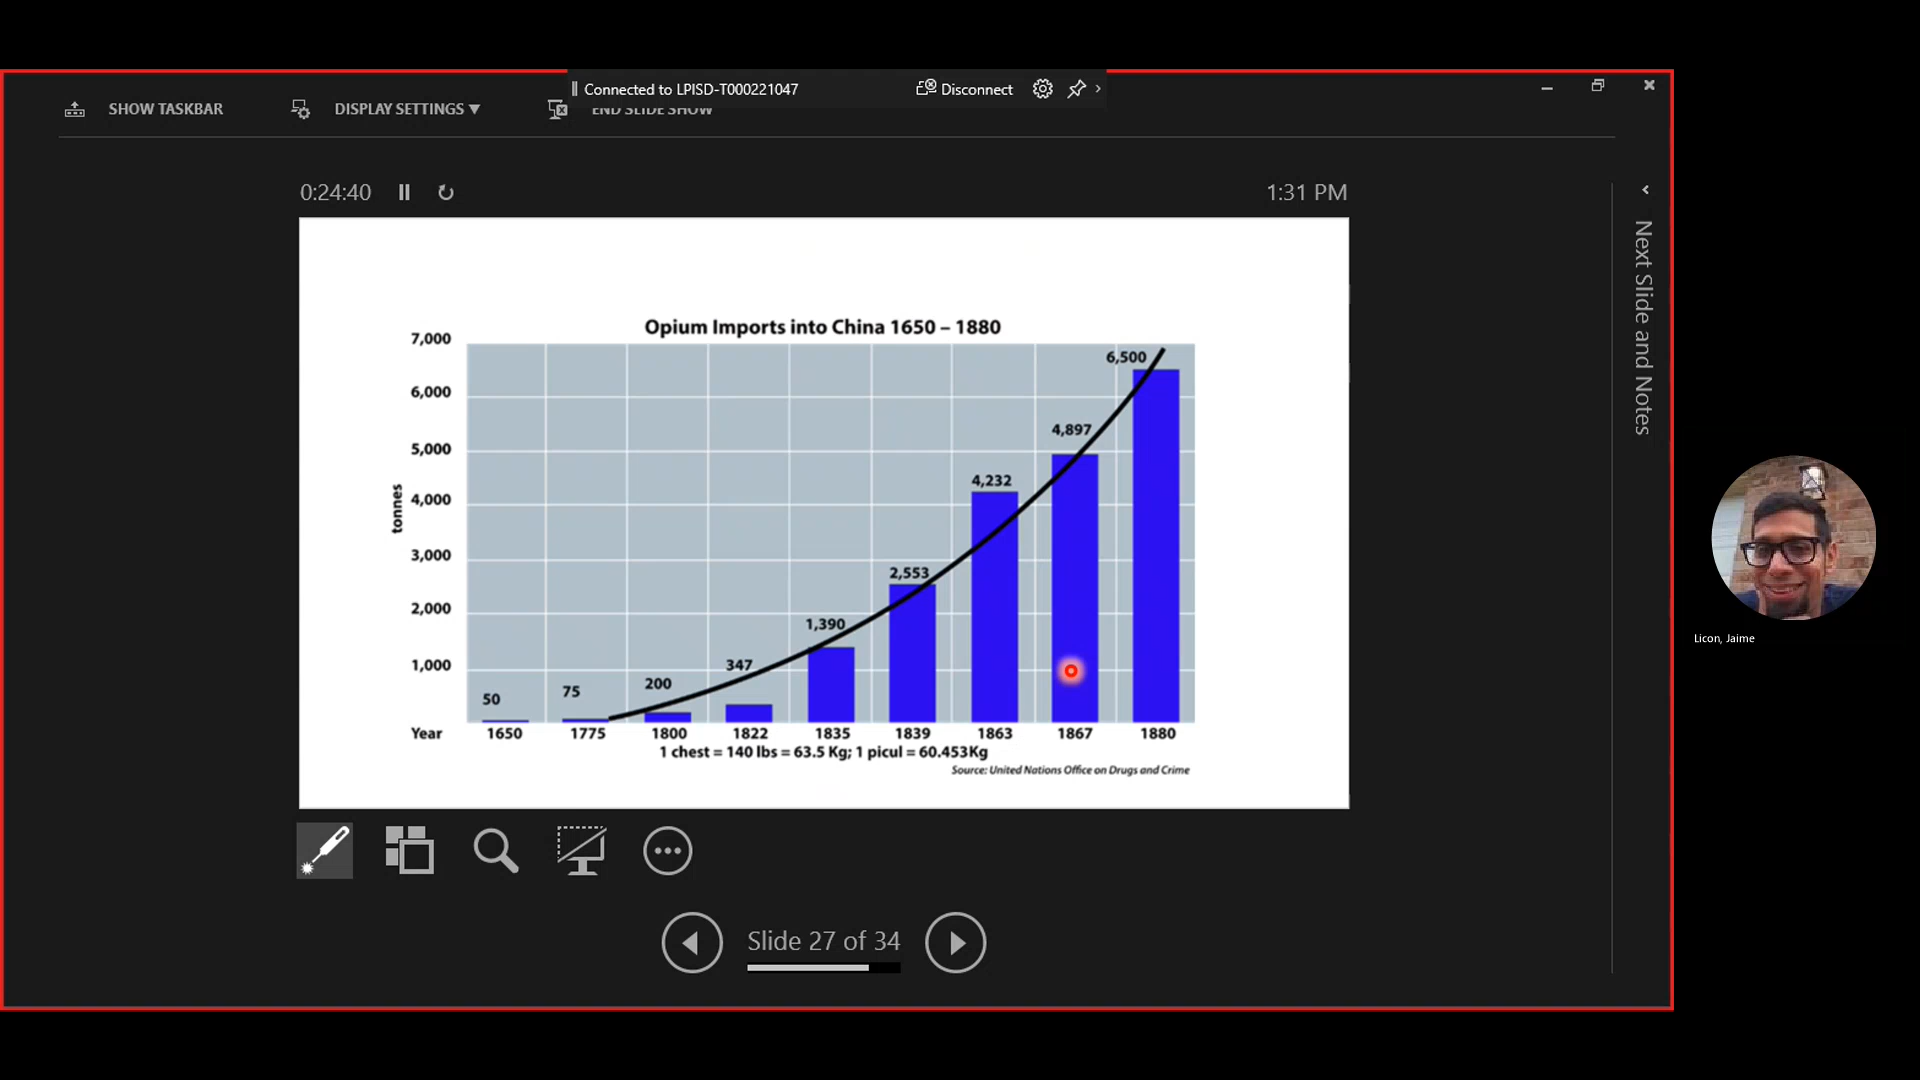 Connected to LPISD-T000221047 Disconnect
SHOW TASKBAR DISPLAY SETTINGS END SLIDE SHOW
0:24:40 1:31 PM
Next Slide and Notes
Opium Imports into China 1650 – 1880
7,000
6,000
5,000
4,000
3,000
2,000
1,000
tonnes
50 75 200 347 1,390 2,553 4,232 4,897 6,500
Year 1650 1775 1800 1822 1835 1839 1863 1867 1880
1 chest = 140 lbs = 63.5 Kg; 1 picul = 60.453Kg
Source: United Nations Office on Drugs and Crime
Slide 27 of 34
Licon, Jaime